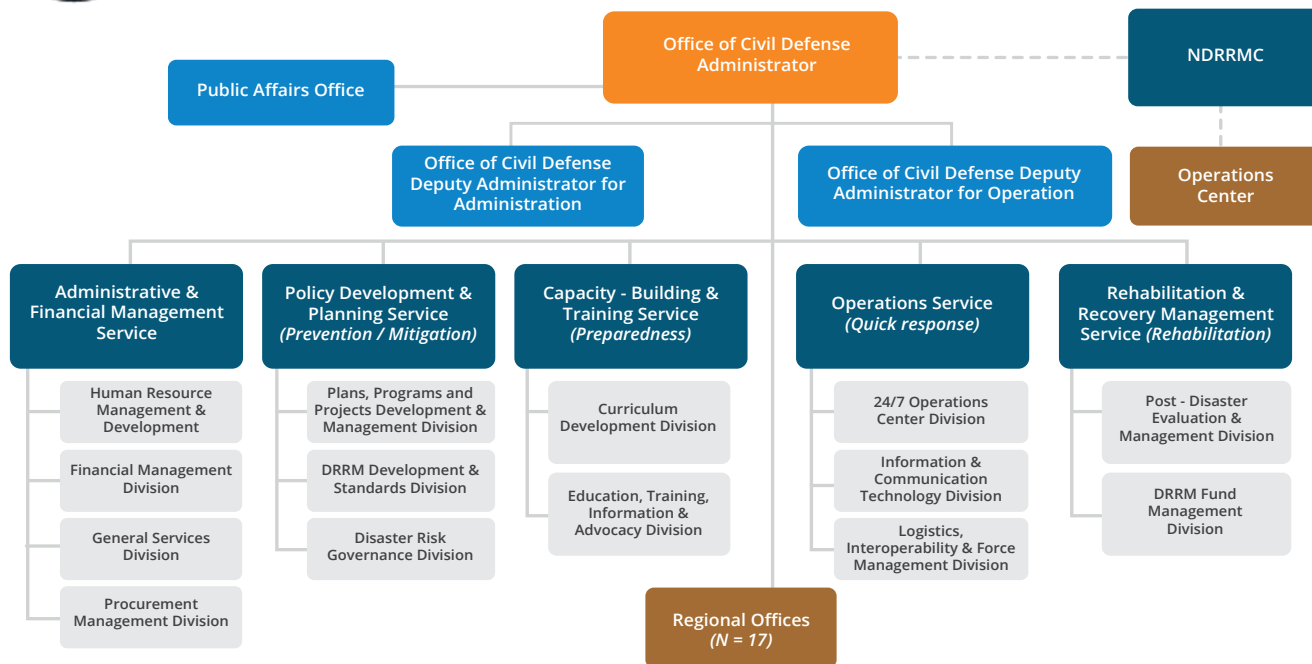 Office of Civil Defense
Administrator
NDRRMC
Public Affairs Office
Office of Civil Defense
Deputy Administrator for
Administration
Office of Civil Defense Deputy
Administrator for Operation
Operations
Center
Administrative &
Financial Management
Service
Policy Development &
Planning Service
(Prevention / Mitigation)
Capacity - Building &
Training Service
(Preparedness)
Operations Service
(Quick response)
Rehabilitation &
Recovery Management
Service (Rehabilitation)
Human Resource
Management &
Development
Financial Management
Division
General Services
Division
Procurement
Management Division
Plans, Programs and
Projects Development &
Management Division
DRRM Development &
Standards Division
Disaster Risk
Governance Division
Curriculum
Development Division
Education, Training,
Information &
Advocacy Division
24/7 Operations
Center Division
Information &
Communication
Technology Division
Logistics,
Interoperability & Force
Management Division
Post - Disaster
Evaluation &
Management Division
DRRM Fund
Management
Division
Regional Offices
(N = 17)